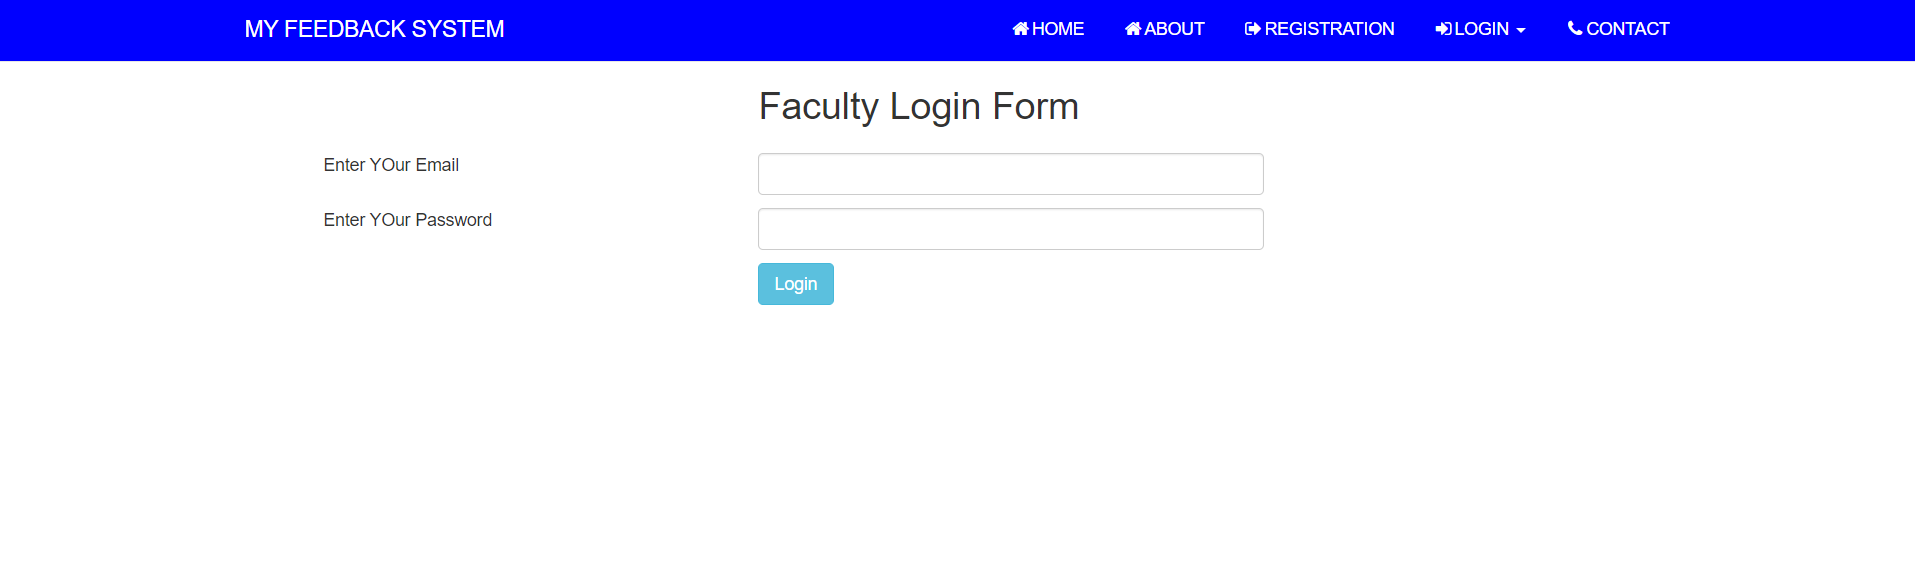 MY FEEDBACK SYSTEM HOME ABOUT REGISTRATION LOGIN CONTACT
Faculty Login Form
Enter YOur Email
Enter YOur Password
Login